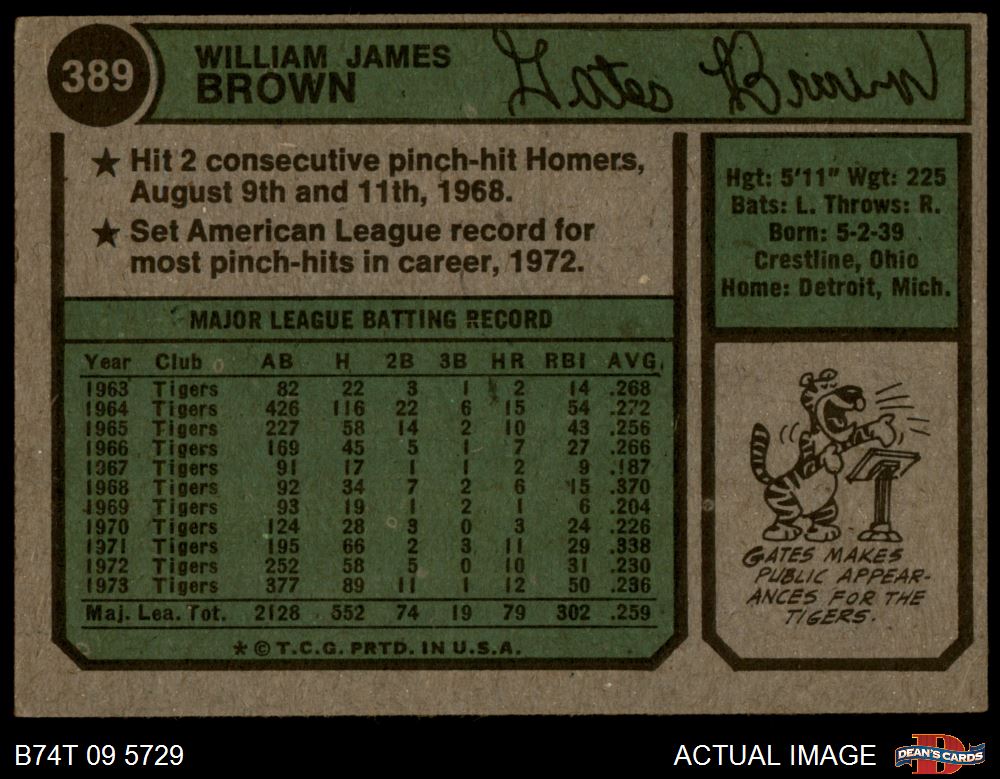 389
WILLIAM JAMES
BROWN
Gates Brown
★ Hit 2 consecutive pinch-hit Homers,
August 9th and 11th, 1968.
★ Set American League record for
most pinch-hits in career, 1972.
Hgt: 5'11" Wgt: 225
Bats: L. Throws: R.
Born: 5-2-39
Crestline, Ohio
Home: Detroit, Mich.
MAJOR LEAGUE BATTING RECORD
Year Club AB H 2B 3B HR RBI AVG.
1963 Tigers 82 22 3 1 2 14 .268
1964 Tigers 426 116 22 6 15 54 .272
1965 Tigers 227 58 14 2 10 43 .256
1966 Tigers 169 45 5 1 7 27 .266
1967 Tigers 91 17 1 1 2 9 .187
1968 Tigers 92 34 7 2 6 15 .370
1969 Tigers 93 19 1 2 1 6 .204
1970 Tigers 124 28 3 0 3 24 .226
1971 Tigers 195 66 2 3 11 29 .338
1972 Tigers 252 58 5 0 10 31 .230
1973 Tigers 377 89 11 1 12 50 .236
Maj. Lea. Tot. 2128 552 74 19 79 302 .259
* © T.C.G. PRTD. IN U.S.A.
GATES MAKES
PUBLIC APPEAR-
ANCES FOR THE
TIGERS.
B74T 09 5729
ACTUAL IMAGE
D
DEAN'S CARDS